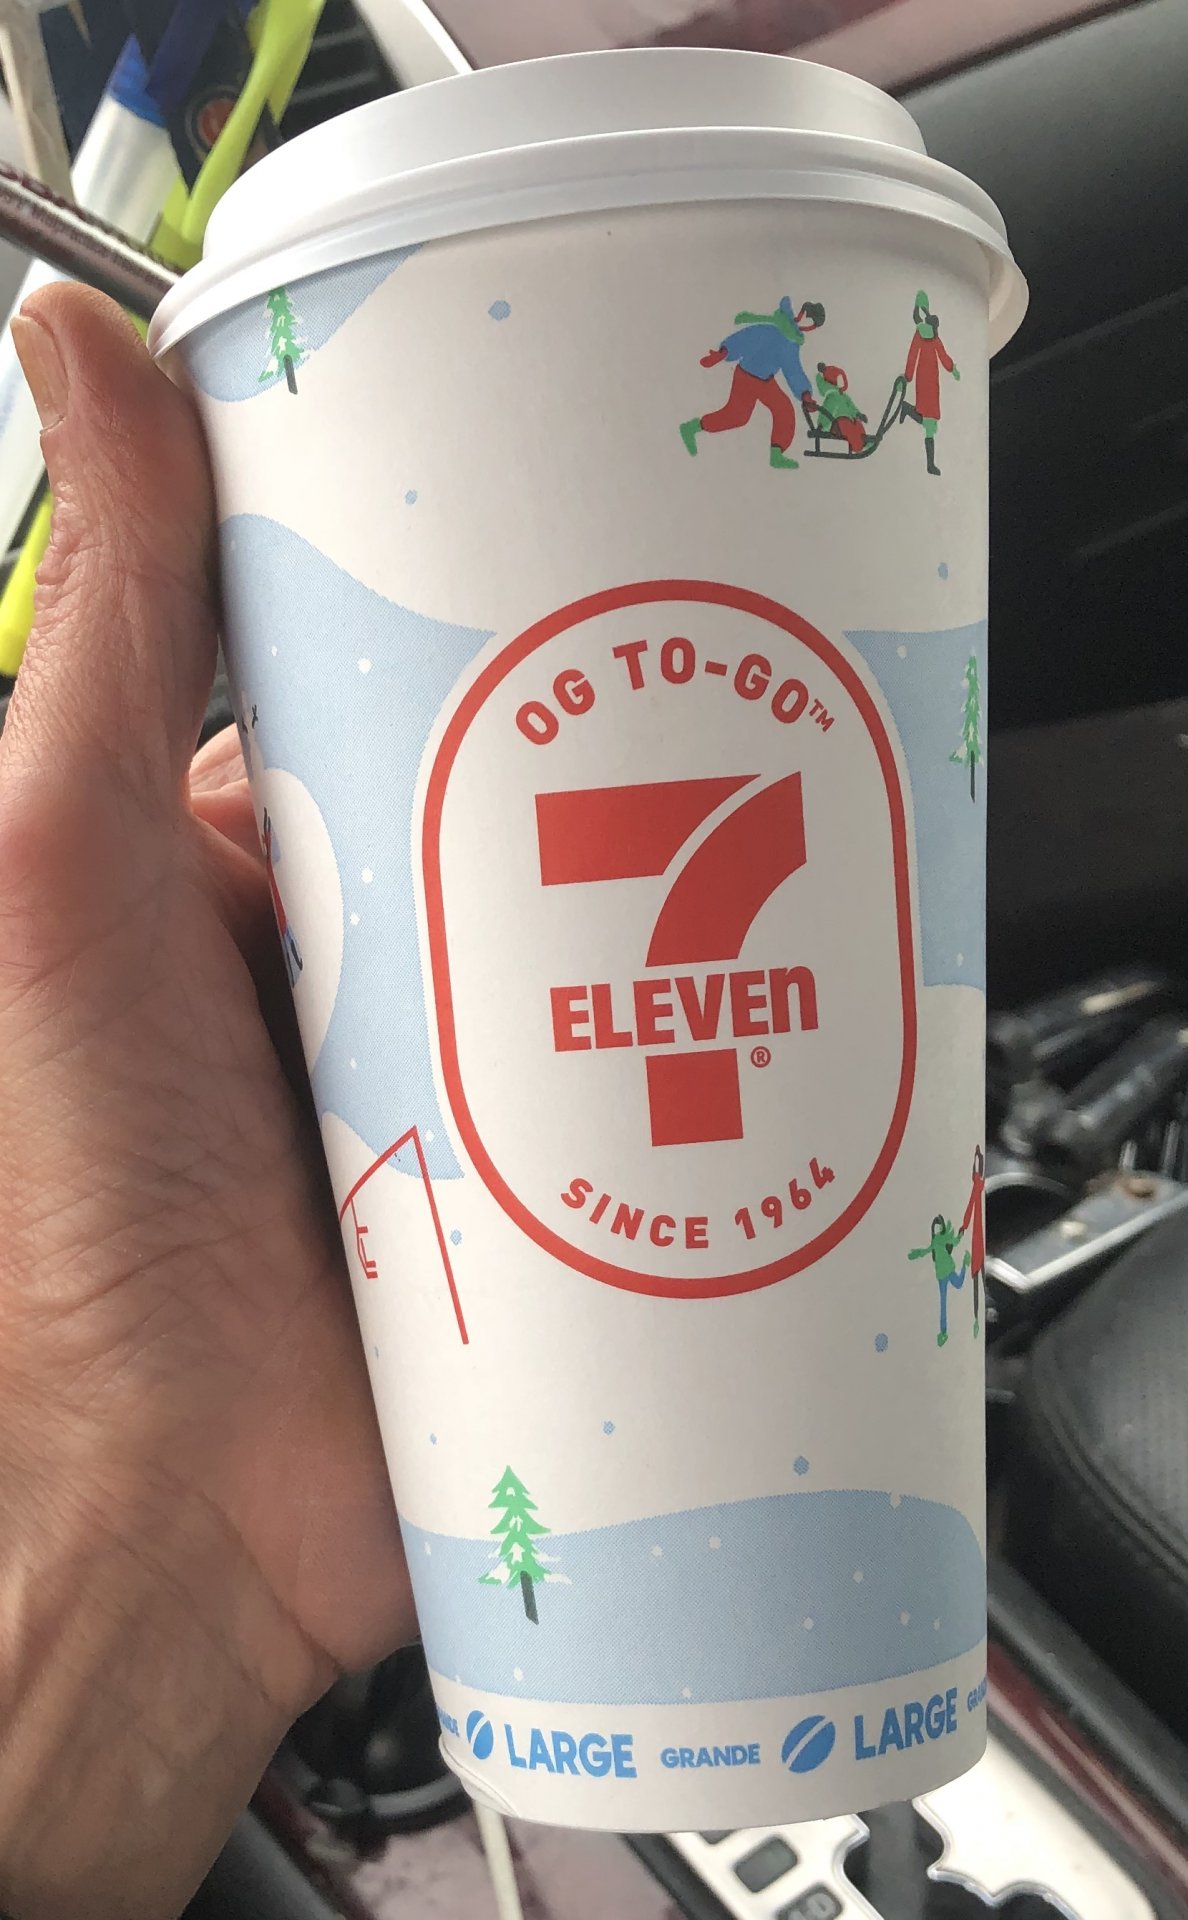 OG TO-GO™
7
ELEVEn
®
SINCE 1964
LARGE GRANDE LARGE